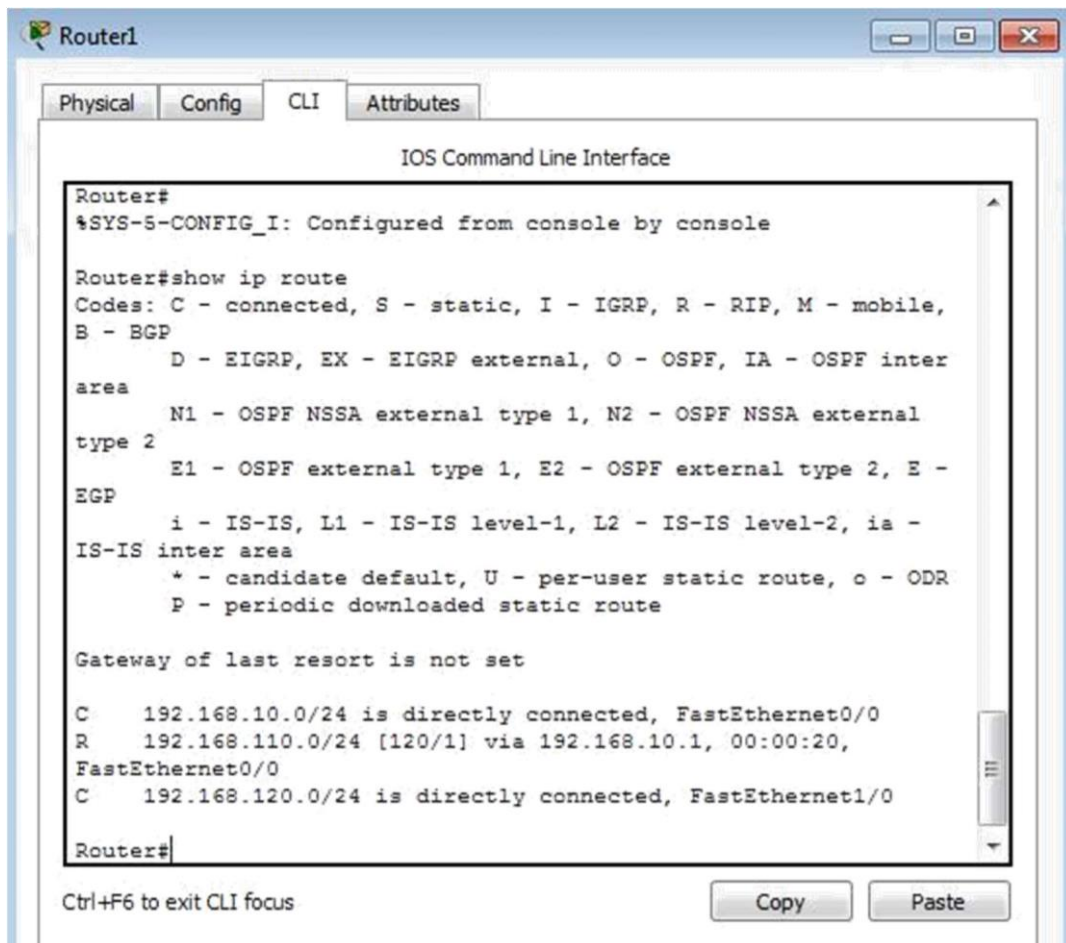 Router1
Physical Config CLI Attributes
IOS Command Line Interface
Router#
%SYS-5-CONFIG_I: Configured from console by console
Router#show ip route
Codes: C - connected, S - static, I - IGRP, R - RIP, M - mobile,
B - BGP
D - EIGRP, EX - EIGRP external, O - OSPF, IA - OSPF inter
area
N1 - OSPF NSSA external type 1, N2 - OSPF NSSA external
type 2
E1 - OSPF external type 1, E2 - OSPF external type 2, E -
EGP
i - IS-IS, L1 - IS-IS level-1, L2 - IS-IS level-2, ia -
IS-IS inter area
* - candidate default, U - per-user static route, o - ODR
P - periodic downloaded static route
Gateway of last resort is not set
C 192.168.10.0/24 is directly connected, FastEthernet0/0
R 192.168.110.0/24 [120/1] via 192.168.10.1, 00:00:20,
FastEthernet0/0
C 192.168.120.0/24 is directly connected, FastEthernet1/0
Router#
Ctrl+F6 to exit CLI focus
Copy Paste